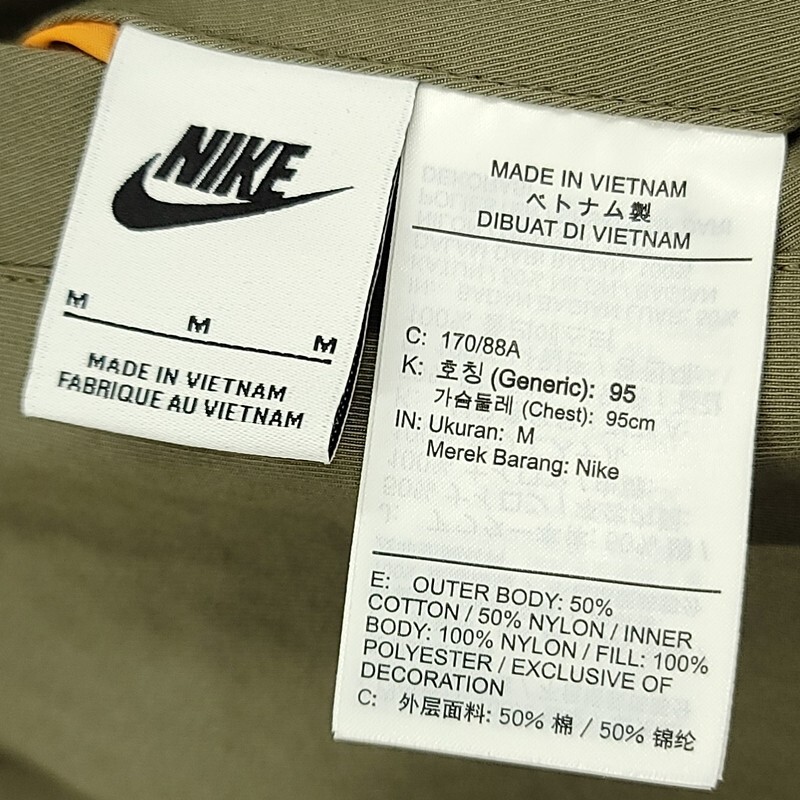 NIKE
M
M
M
MADE IN VIETNAM
FABRIQUE AU VIETNAM
MADE IN VIETNAM
ベトナム製
DIBUAT DI VIETNAM
C: 170/88A
K: 호칭 (Generic): 95
가슴둘레 (Chest): 95cm
IN: Ukuran: M
Merek Barang: Nike
E: OUTER BODY: 50%
COTTON / 50% NYLON / INNER
BODY: 100% NYLON / FILL: 100%
POLYESTER / EXCLUSIVE OF
DECORATION
C: 外层面料: 50% 棉 / 50% 锦纶